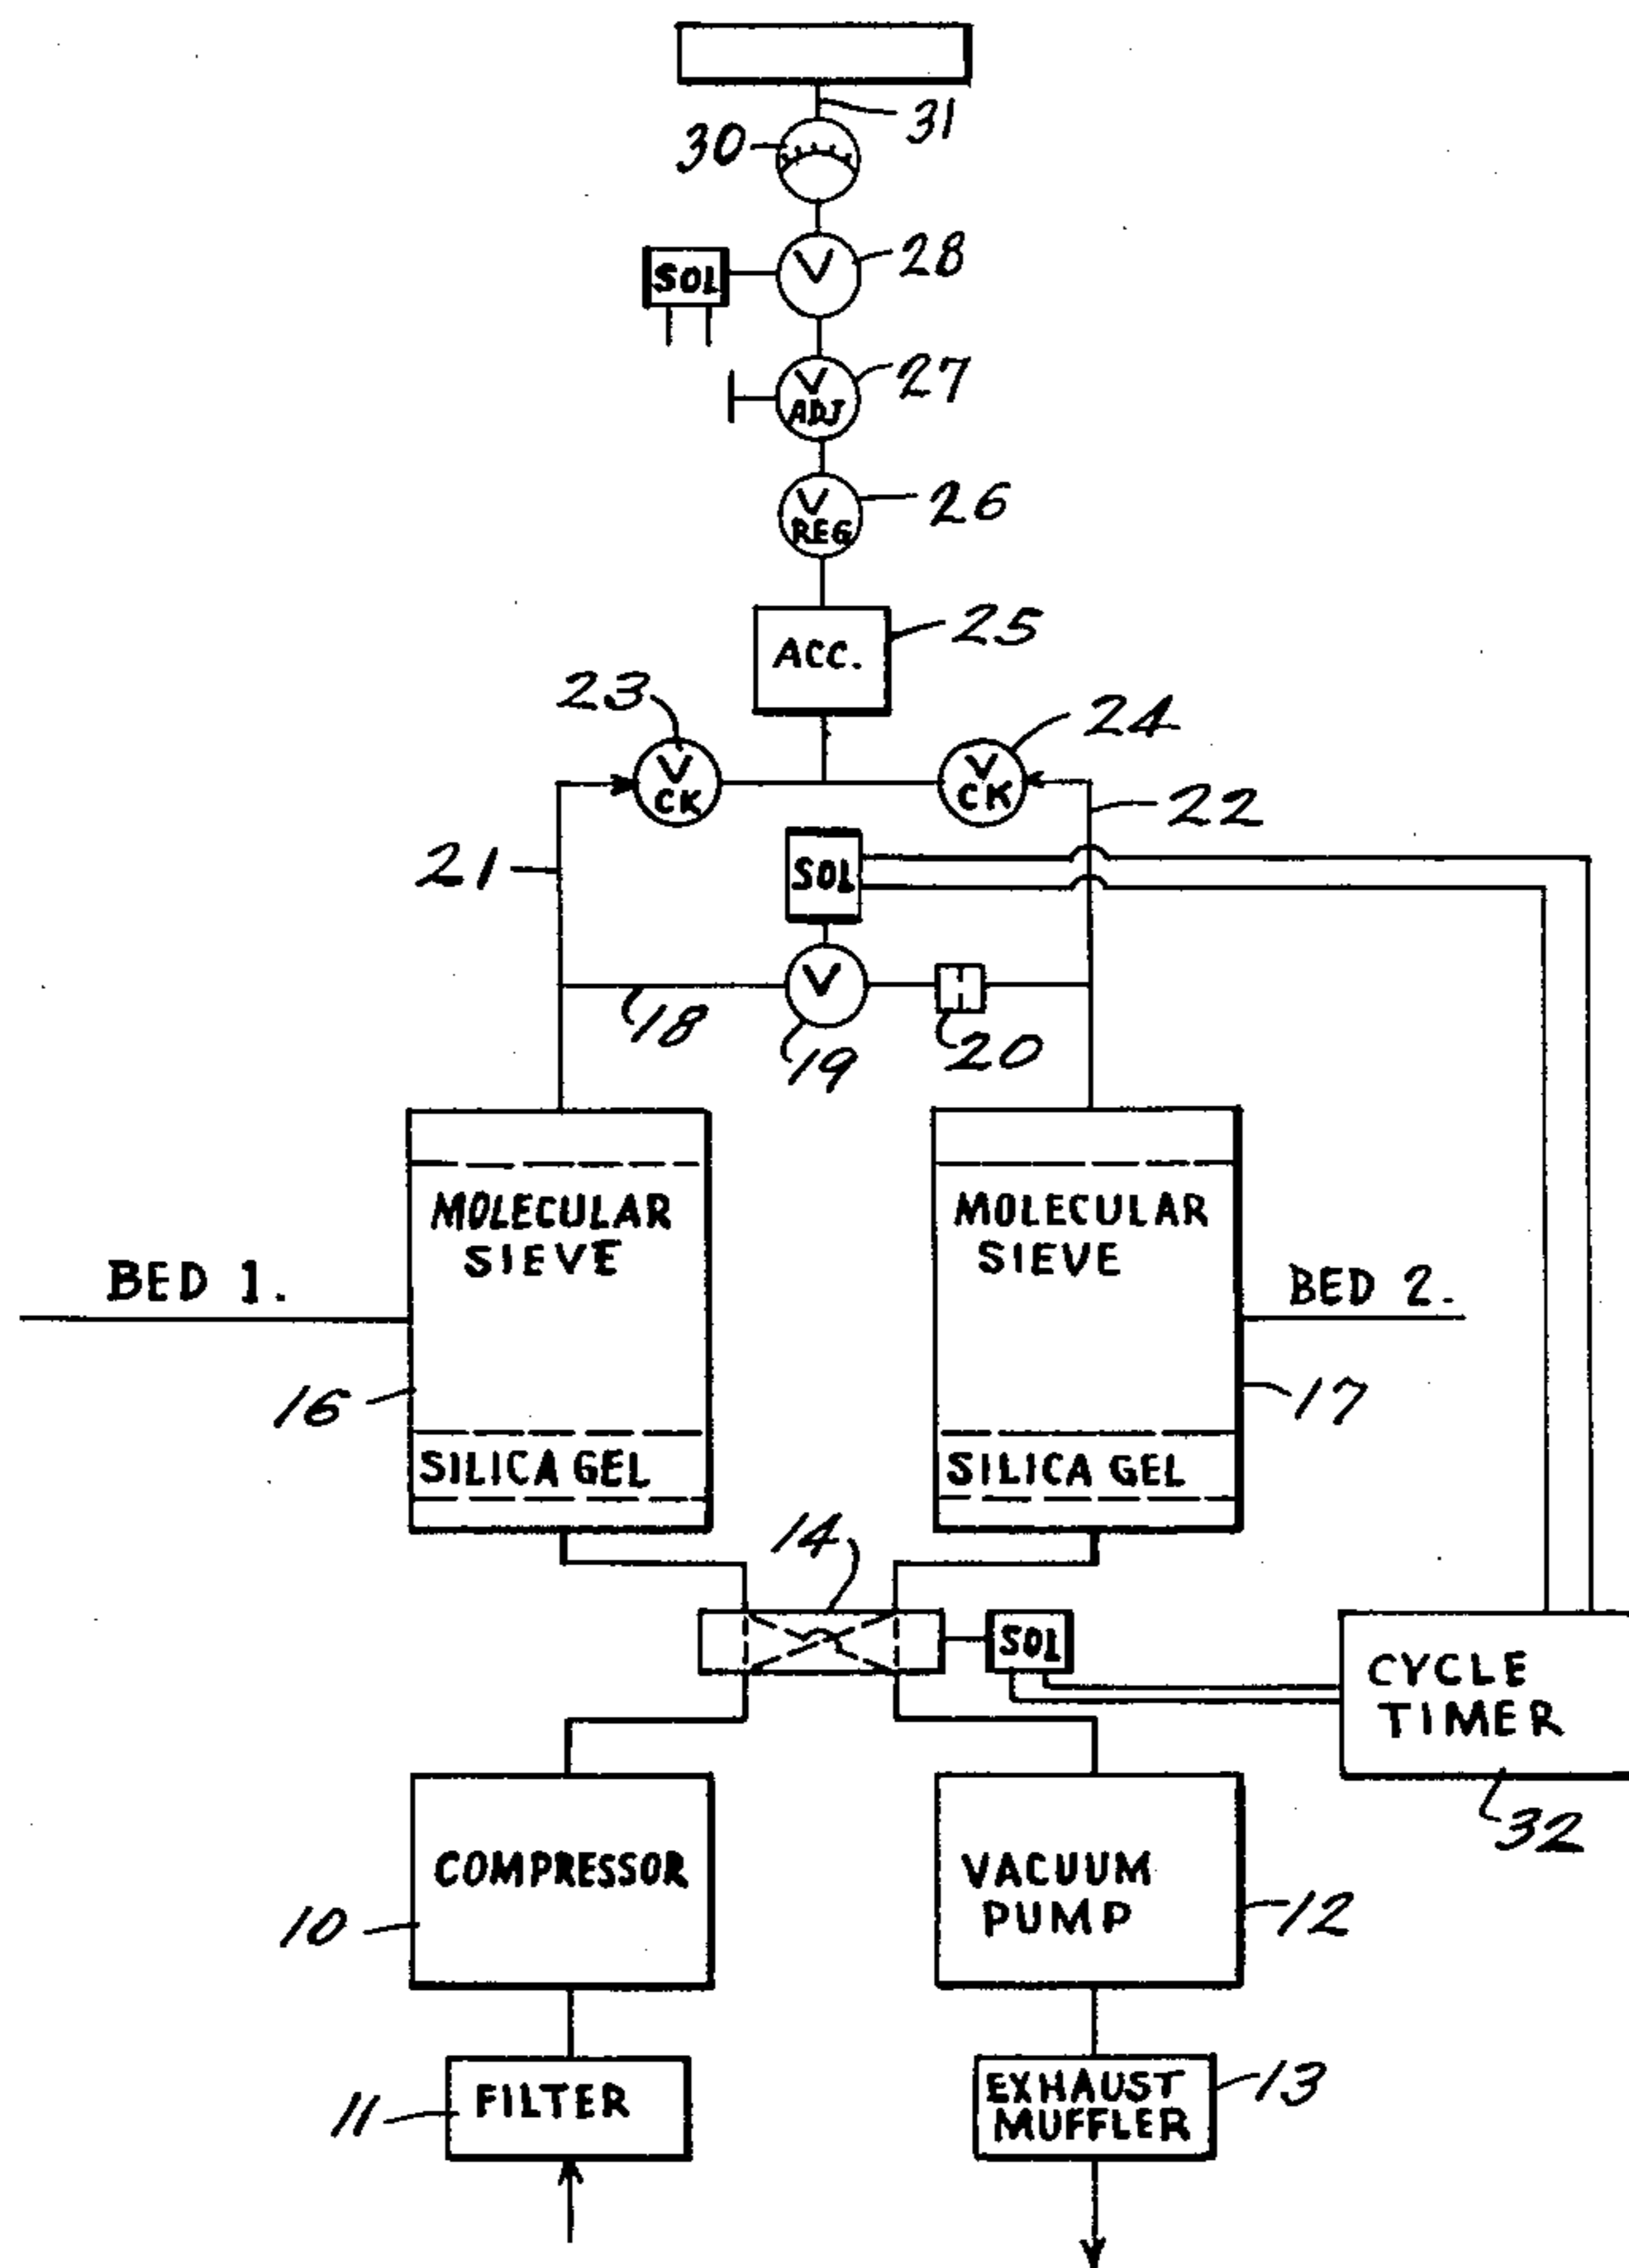 31
30
28
SOL
V
27
V
ADJ
26
V
REG
25
ACC.
23
24
V
CK
V
CK
22
21
SOL
V
18
19
20
MOLECULAR
SIEVE
MOLECULAR
SIEVE
BED 1.
BED 2.
16
17
SILICA GEL
SILICA GEL
14
SOL
CYCLE
TIMER
32
COMPRESSOR
VACUUM
PUMP
10
12
FILTER
11
EXHAUST
MUFFLER
13